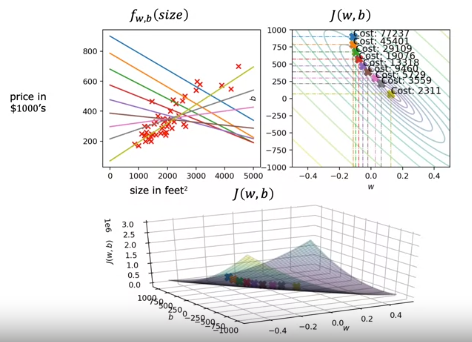 f_{w,b}(size)
J(w,b)
price in
$1000's
800
600
400
200
0
1000
2000
3000
4000
5000
size in feet²
1000
750
500
250
0
−250
−500
−750
−1000
b
Cost: 77237
Cost: 45401
Cost: 29109
Cost: 19076
Cost: 13318
Cost: 9460
Cost: 5729
Cost: 3559
Cost: 2311
−0.4
−0.2
0.0
0.2
0.4
w
J(w,b)
1e6
J(w, b)
3.0
2.5
2.0
1.5
1.0
0.5
0.0
1000
750
500
250
0
−250
−500
−750
−1000
b
−0.4
−0.2
0.0
0.2
0.4
w